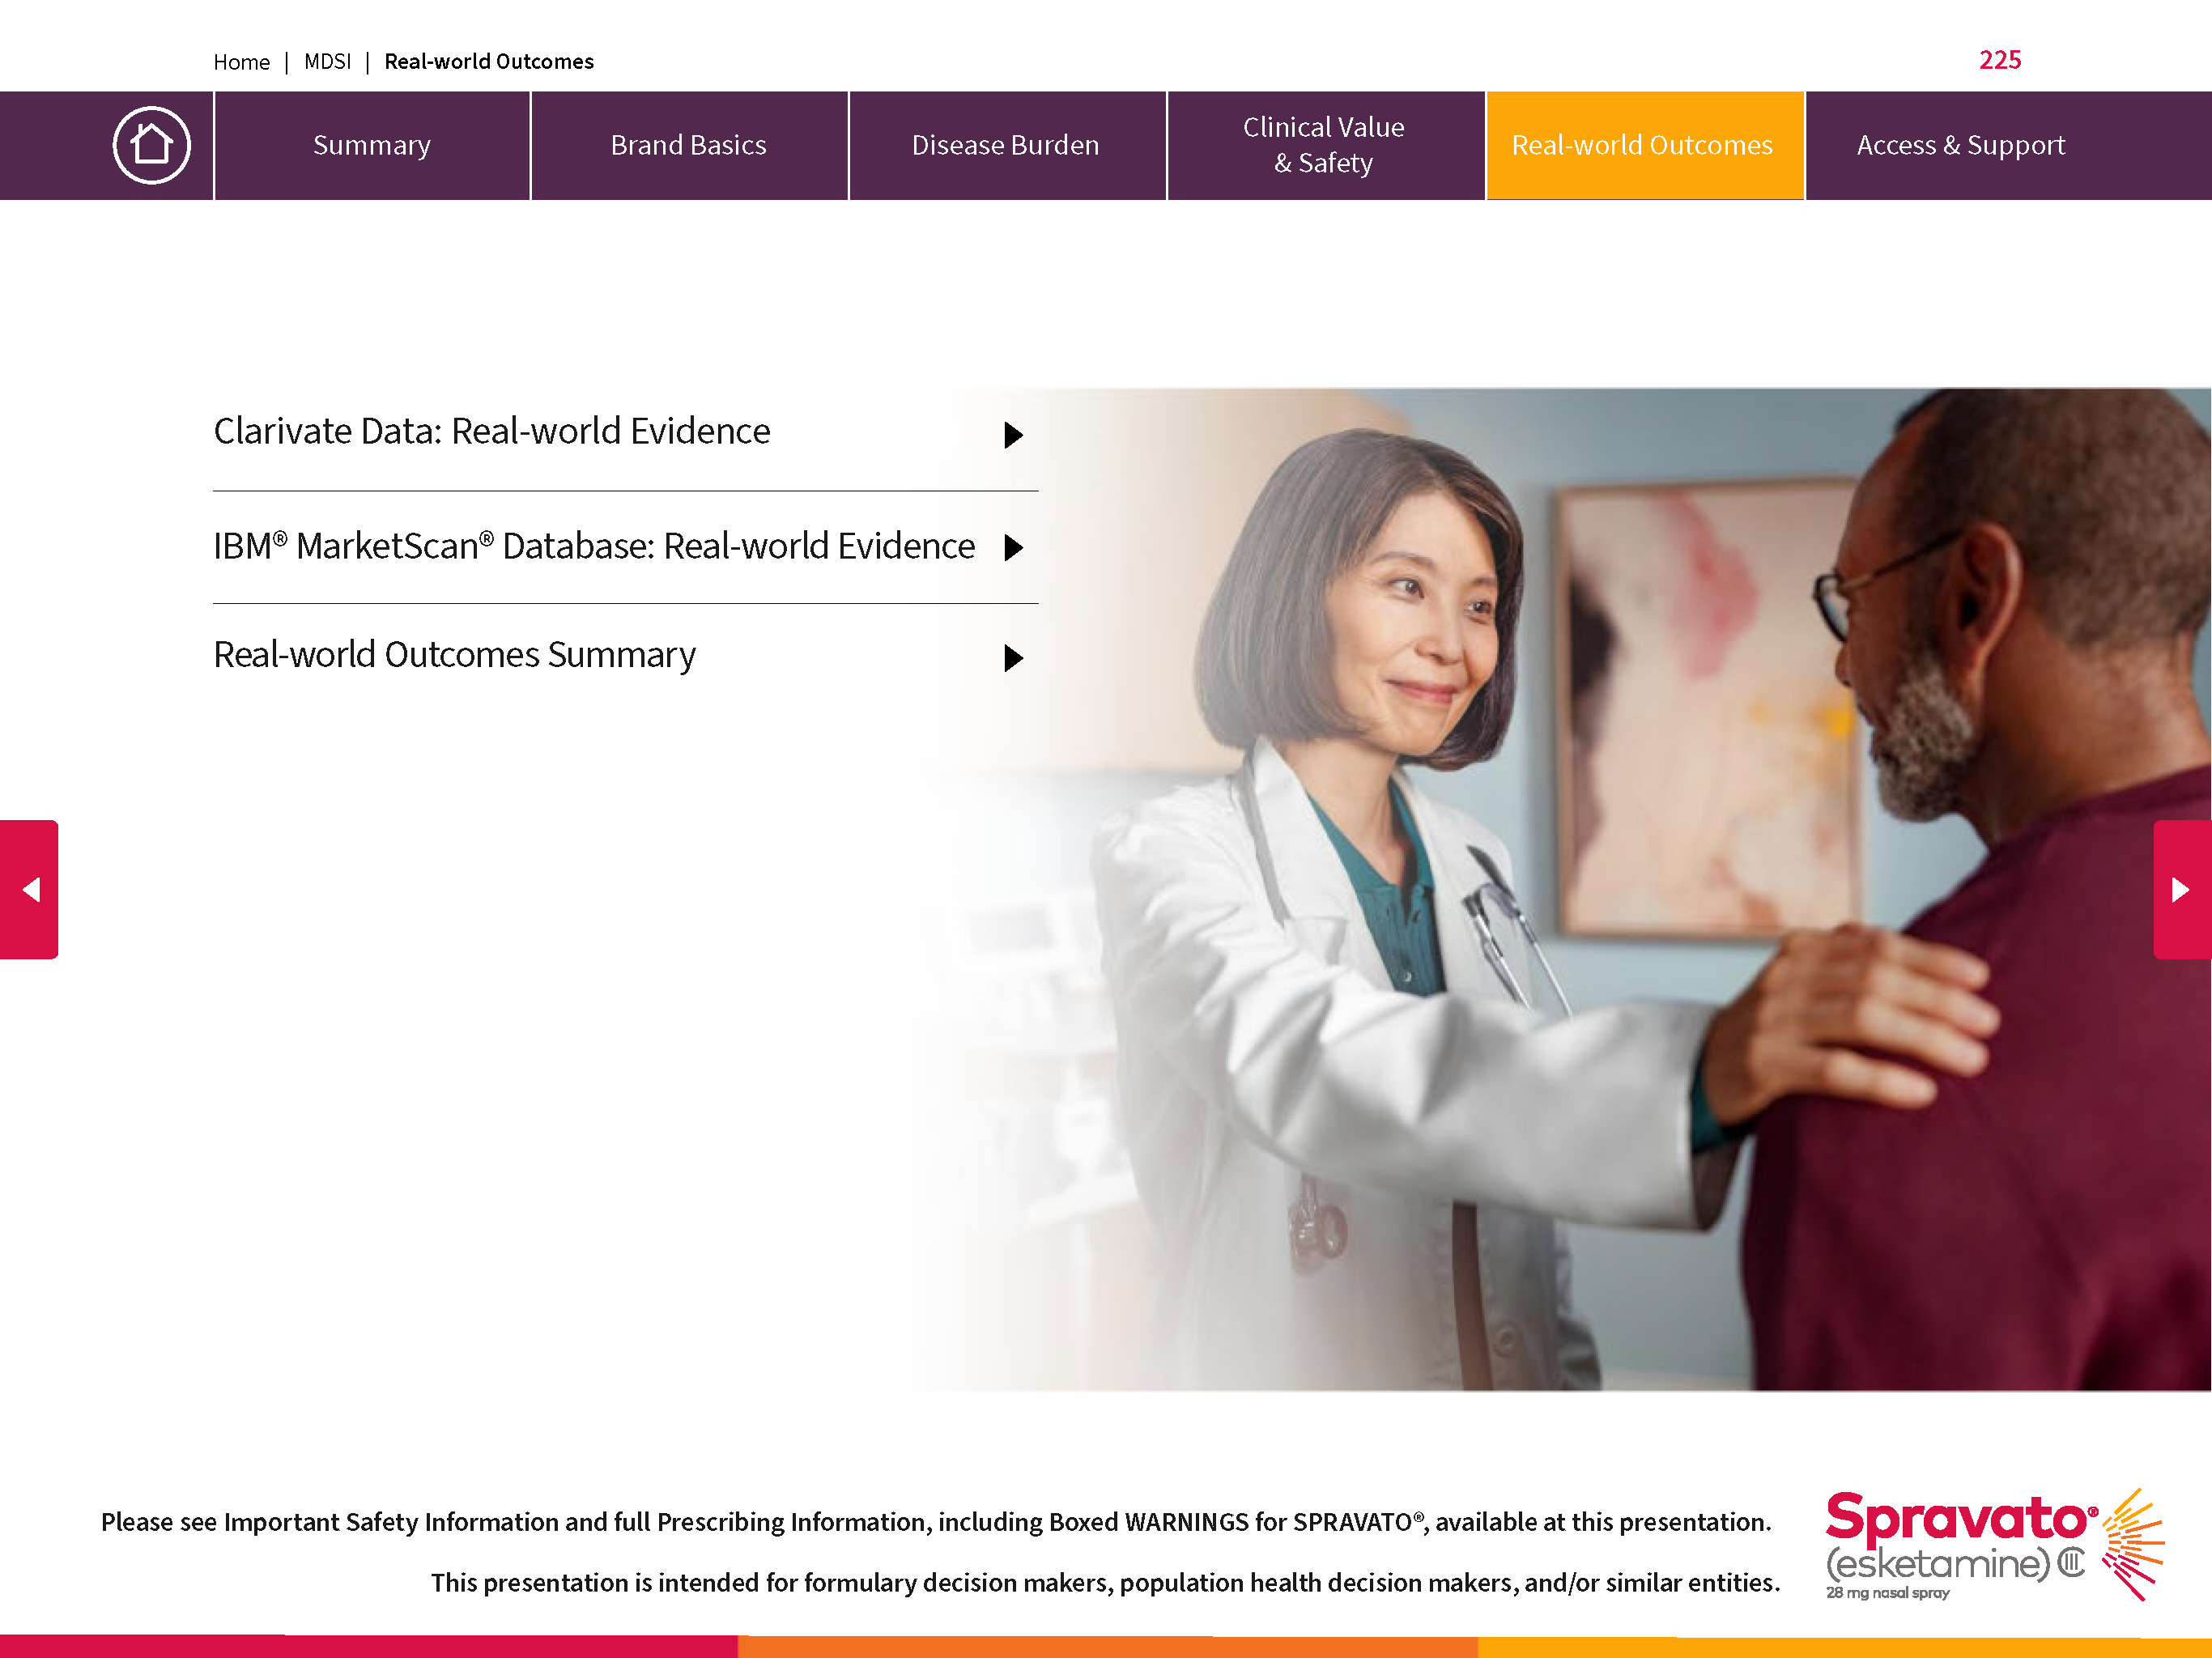 Home | MDSI | Real-world Outcomes
225
Summary
Brand Basics
Disease Burden
Clinical Value
& Safety
Real-world Outcomes
Access & Support
Clarivate Data: Real-world Evidence
IBM® MarketScan® Database: Real-world Evidence
Real-world Outcomes Summary
Please see Important Safety Information and full Prescribing Information, including Boxed WARNINGS for SPRAVATO®, available at this presentation.
This presentation is intended for formulary decision makers, population health decision makers, and/or similar entities.
Spravato®
(esketamine) CIII
28 mg nasal spray